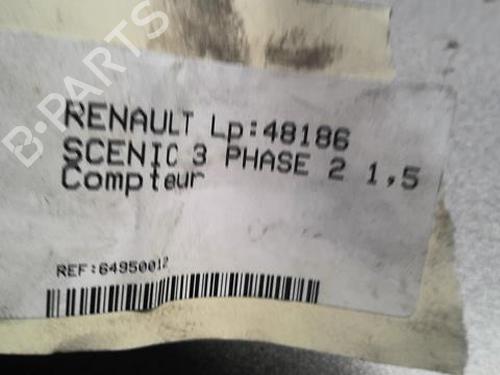 B-PARTS
RENAULT Lp:48186
SCENIC 3 PHASE 2 1,5
Compteur
REF:64950012